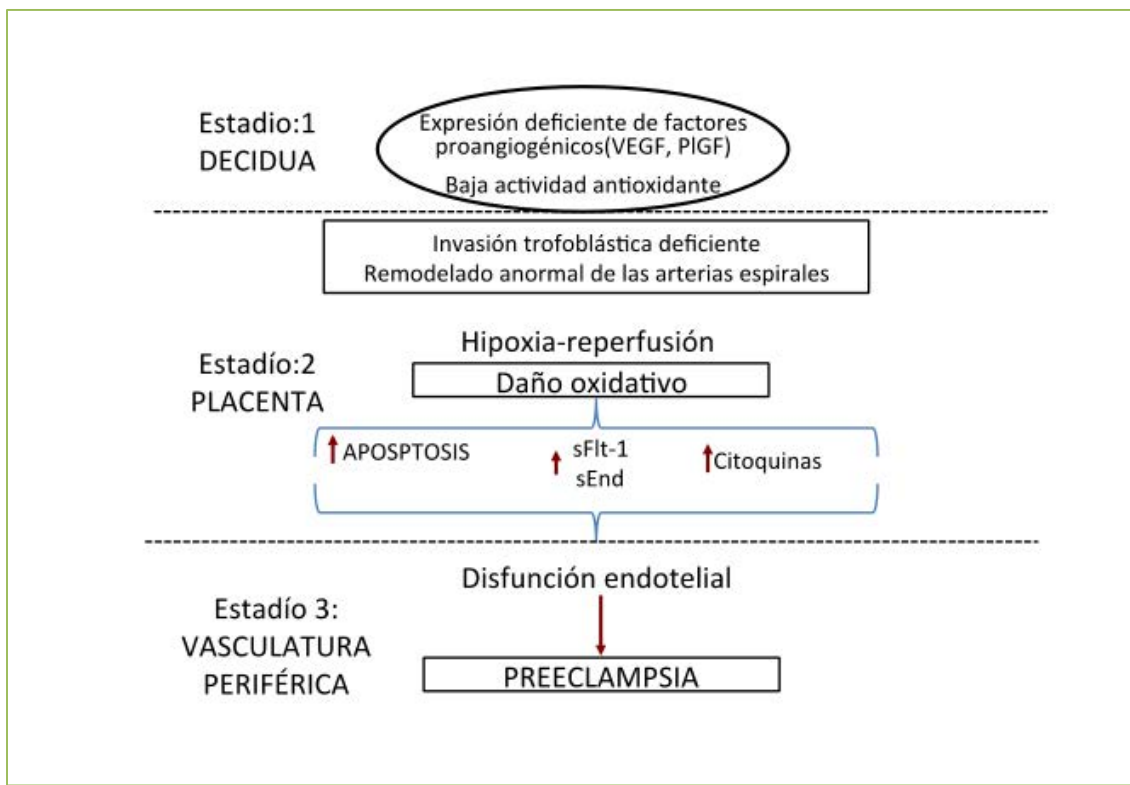 Estadio:1
DECIDUA
Expresión deficiente de factores
proangiogénicos(VEGF, PlGF)
Baja actividad antioxidante
Invasión trofoblástica deficiente
Remodelado anormal de las arterias espirales
Estadío:2
PLACENTA
Hipoxia-reperfusión
Daño oxidativo
APOSPTOSIS
sFlt-1
sEnd
Citoquinas
Estadío 3:
VASCULATURA
PERIFÉRICA
Disfunción endotelial
PREECLAMPSIA